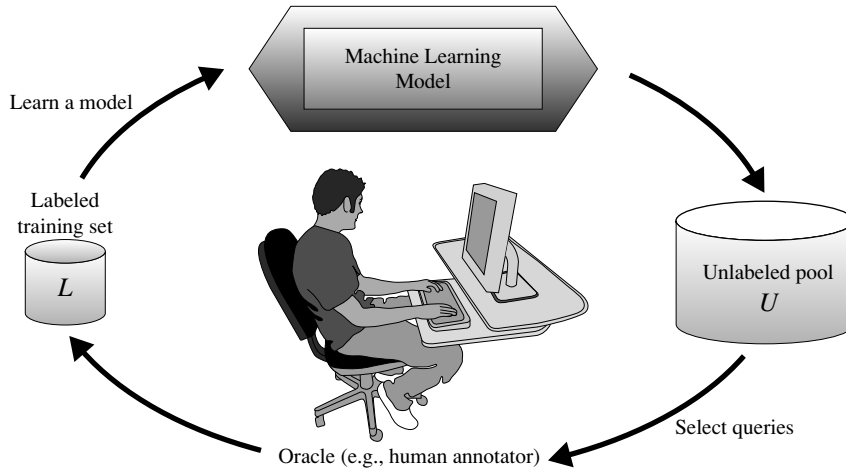 Machine Learning
Model
Learn a model
Labeled
training set
L
Unlabeled pool
U
Select queries
Oracle (e.g., human annotator)